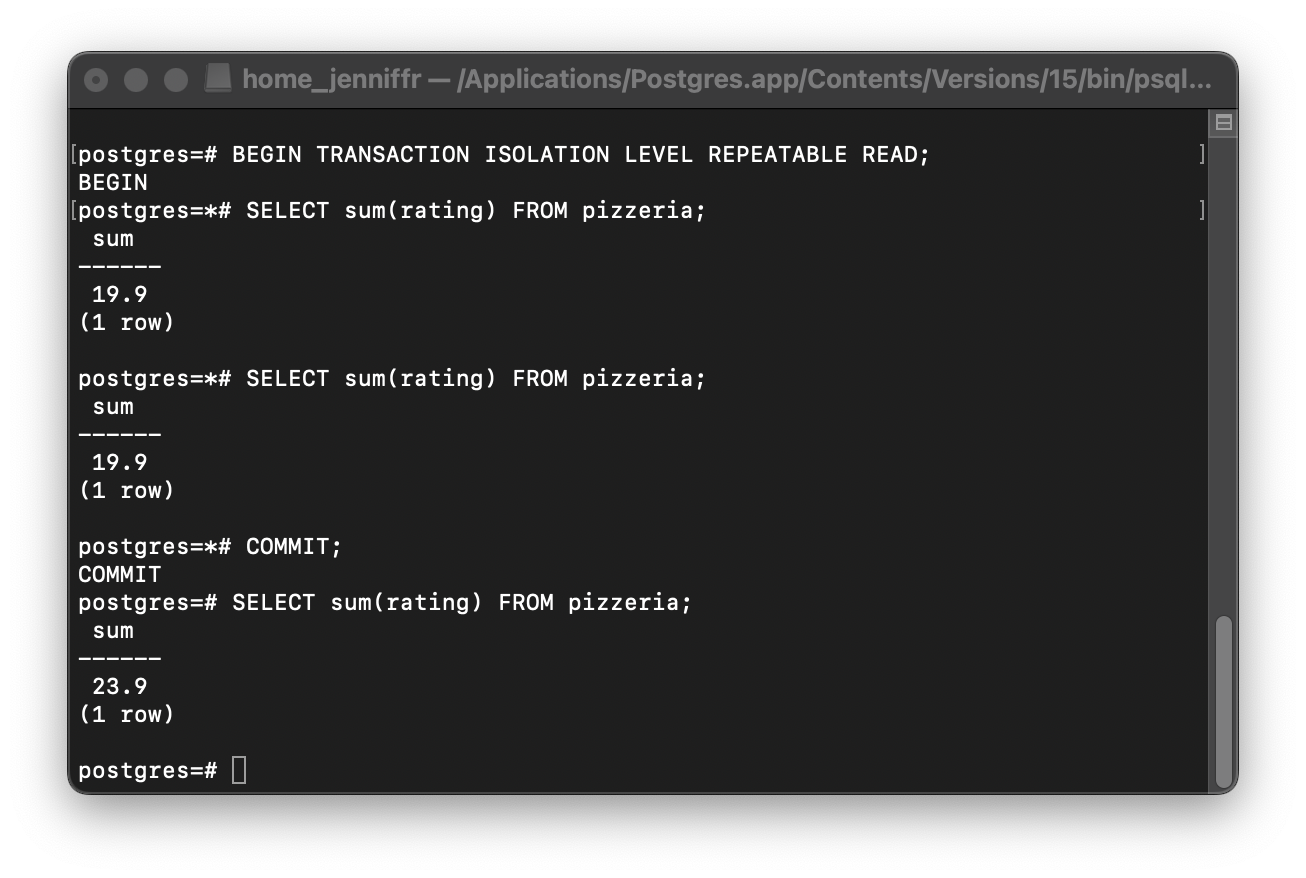 home_jenniffr — /Applications/Postgres.app/Contents/Versions/15/bin/psql...
[postgres=# BEGIN TRANSACTION ISOLATION LEVEL REPEATABLE READ; ]
BEGIN
[postgres=*# SELECT sum(rating) FROM pizzeria; ]
 sum
------
 19.9
(1 row)

postgres=*# SELECT sum(rating) FROM pizzeria;
 sum
------
 19.9
(1 row)

postgres=*# COMMIT;
COMMIT
postgres=# SELECT sum(rating) FROM pizzeria;
 sum
------
 23.9
(1 row)

postgres=#